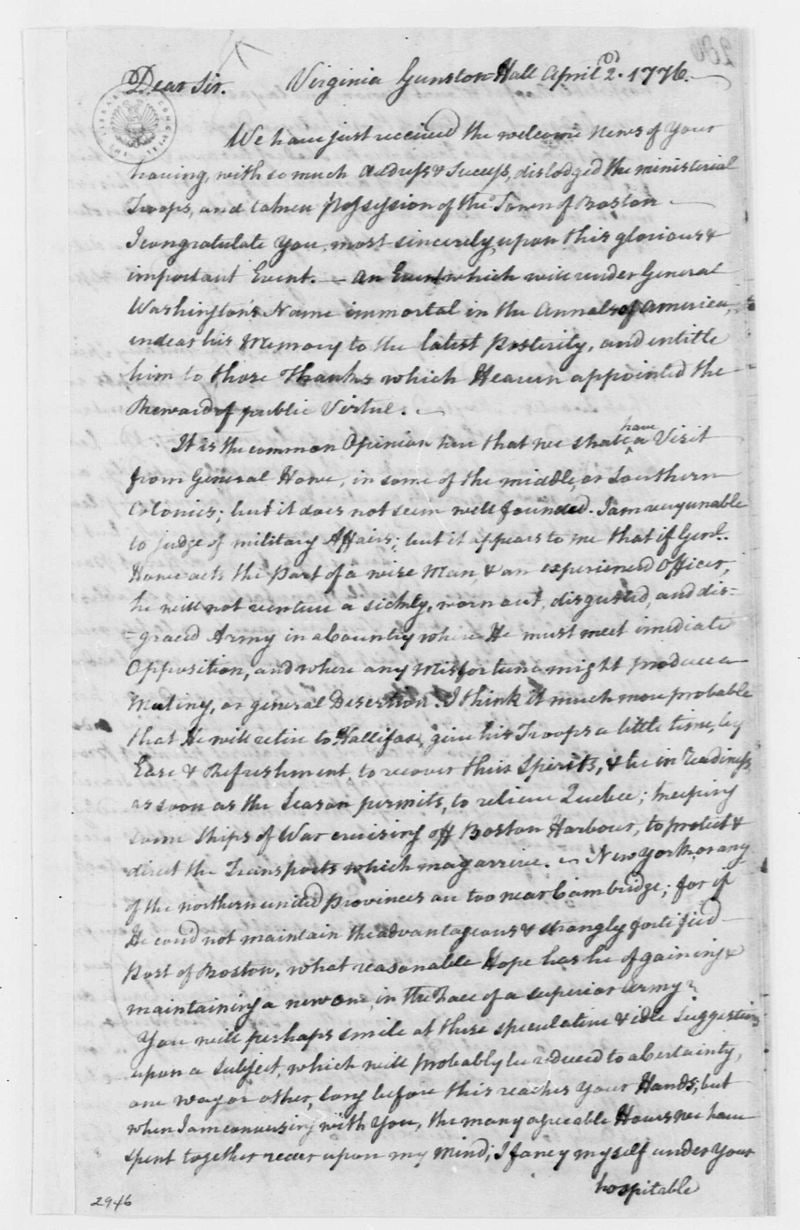 Dear Sir. Virginia Gunston-Hall April 2d. 1776.
We have just received the welcome News of Your
having, with so much Address & Success, dislodged the ministerial
Troops, and taken Possession of the Town of Boston.
I congratulate You most sincerely upon this glorious &
important Event. — an Event which will render General
Washington's Name immortal in the Annals of America,
endear his Memory to the latest Posterity, and entitle
him to those Thanks which Heaven appointed the
Reward of public Virtue. —
It is the common Opinion here that we shall have a Visit
from General Howe, in some of the middle, or Southern
Colonies; but it does not seem well founded. I am very unable
to judge of military Affairs; but it appears to me that if Genl.
Howe acts the Part of a wise Man & an experienced Officer,
he will not venture a sickly, worn out, disgusted, and dis-
-graced Army in a Country where He must meet imediate
Opposition, and where any Misfortune might produce a
Mutiny, or general Desertion. I think it much more probable
that He will retire to Hallifax, give his Troops a little time, by
Ease & Refreshment, to recover their Spirits, & be in readiness,
as soon as the Season permits, to relieve Quebec; keeping
some Ships of War cruising off Boston Harbour, to protect &
direct the Transports which may arrive. — New York, or any
of the northern united Provinces are too near Cambridge; for if
He cou'd not maintain the advantageous & strongly fortified
Post of Boston, what reasonable Hope has he of gaining &
maintaining a new one, in the Face of a superior Army?
You will perhaps smile at these speculative & idle Suggestions
upon a Subject, which will probably be reduced to a Certainty,
one way or other, long before this reaches Your Hands; but
when I am conversing with You, the many agreeable Hours we have
spent together recur upon my Mind; I fancy myself under Your
hospitable
2946